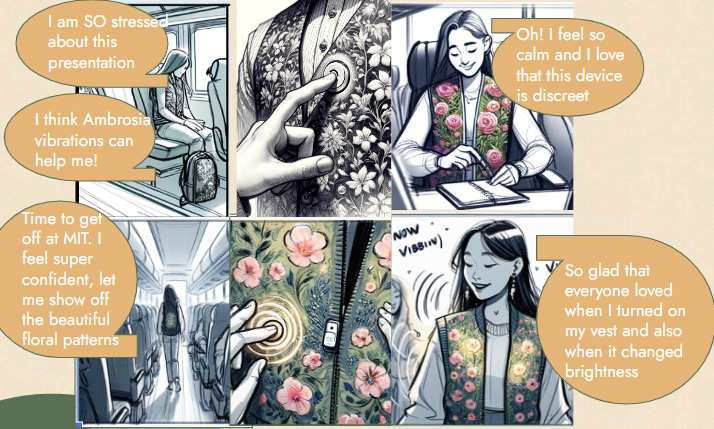 I am SO stressed
about this
presentation
I think Ambrosia
vibrations can
help me!
Oh! I feel so
calm and I love
that this device
is discreet
Time to get
off at MIT. I
feel super
confident, let
me show off
the beautiful
floral patterns
NOW
So glad that
everyone loved
when I turned on
my vest and also
when it changed
brightness